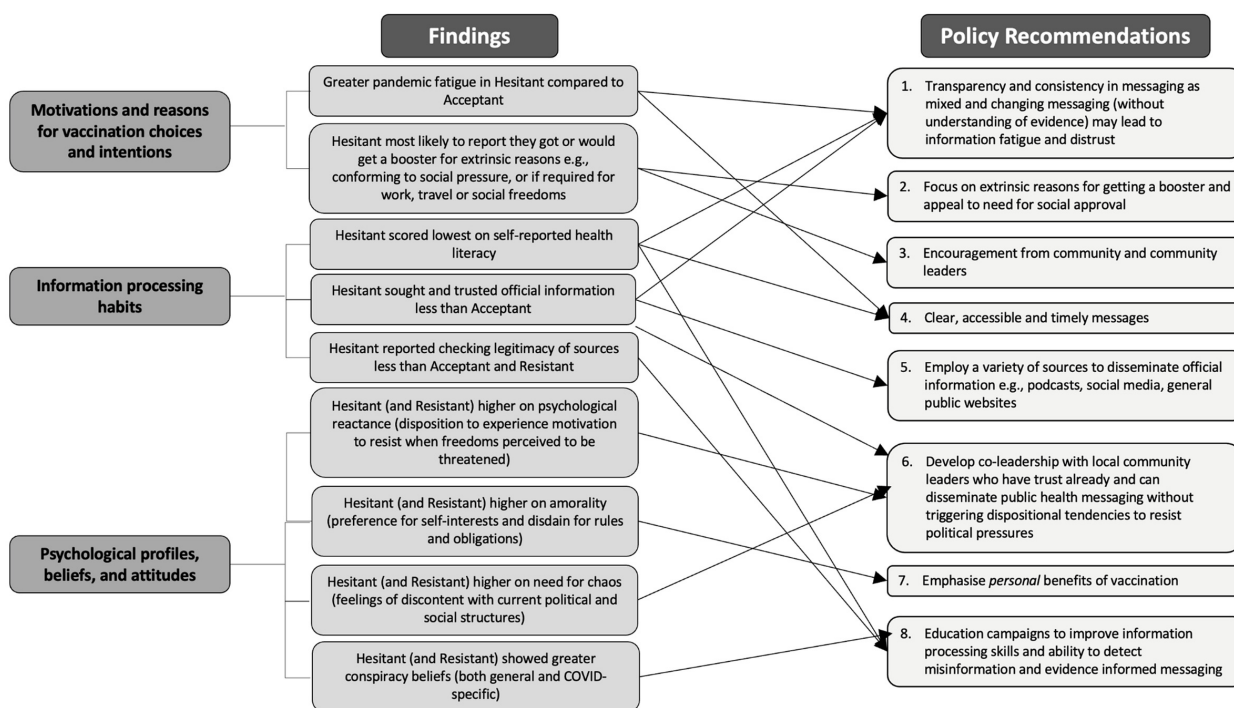 Findings
Policy Recommendations
Motivations and reasons
for vaccination choices
and intentions
Greater pandemic fatigue in Hesitant compared to
Acceptant
Hesitant most likely to report they got or would
get a booster for extrinsic reasons e.g.,
conforming to social pressure, or if required for
work, travel or social freedoms
Information processing
habits
Hesitant scored lowest on self-reported health
literacy
Hesitant sought and trusted official information
less than Acceptant
Hesitant reported checking legitimacy of sources
less than Acceptant and Resistant
Psychological profiles,
beliefs, and attitudes
Hesitant (and Resistant) higher on psychological
reactance (disposition to experience motivation
to resist when freedoms perceived to be
threatened)
Hesitant (and Resistant) higher on amorality
(preference for self-interests and disdain for rules
and obligations)
Hesitant (and Resistant) higher on need for chaos
(feelings of discontent with current political and
social structures)
Hesitant (and Resistant) showed greater
conspiracy beliefs (both general and COVID-
specific)
1. Transparency and consistency in messaging as
mixed and changing messaging (without
understanding of evidence) may lead to
information fatigue and distrust
2. Focus on extrinsic reasons for getting a booster and
appeal to need for social approval
3. Encouragement from community and community
leaders
4. Clear, accessible and timely messages
5. Employ a variety of sources to disseminate official
information e.g., podcasts, social media, general
public websites
6. Develop co-leadership with local community
leaders who have trust already and can
disseminate public health messaging without
triggering dispositional tendencies to resist
political pressures
7. Emphasise personal benefits of vaccination
8. Education campaigns to improve information
processing skills and ability to detect
misinformation and evidence informed messaging